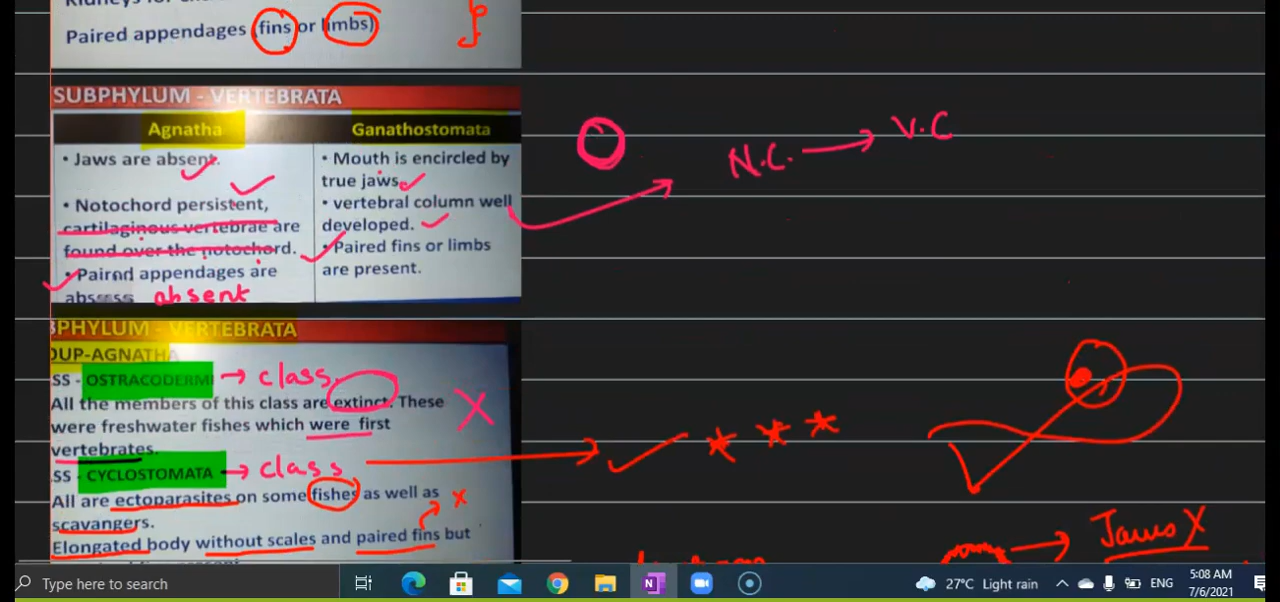 Paired appendages (fins or limbs)
SUBPHYLUM - VERTEBRATA
Agnatha
Ganathostomata
• Jaws are absent.
• Notochord persistent,
cartilaginous vertebrae are
found over the notochord.
• Paired appendages are
absent
• Mouth is encircled by
true jaws
• vertebral column well
developed.
• Paired fins or limbs
are present.
N.C. → V.C
BPHYLUM - VERTEBRATA
OUP-AGNATHA
SS - OSTRACODERMI → class
All the members of this class are extinct. These
were freshwater fishes which were first
vertebrates.
SS - CYCLOSTOMATA → class
All are ectoparasites on some fishes as well as
scavangers.
Elongated body without scales and paired fins but
Jaws X
Type here to search
27°C Light rain
ENG
5:08 AM
7/6/2021